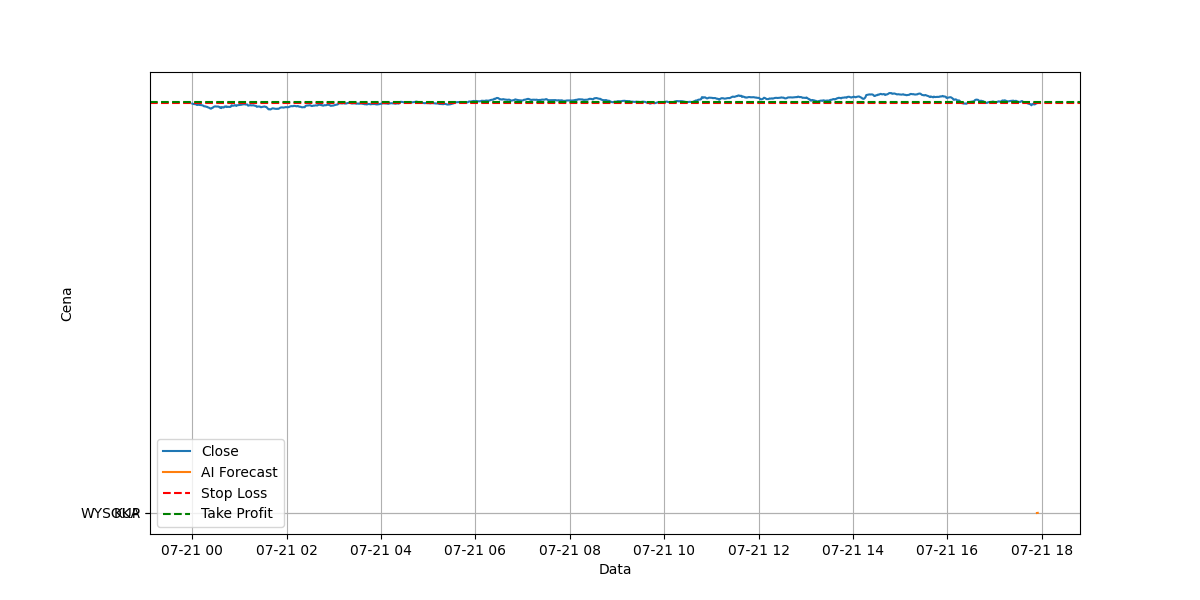 Cena
Close
AI Forecast
Stop Loss
Take Profit
07-21 00
07-21 02
07-21 04
07-21 06
07-21 08
07-21 10
07-21 12
07-21 14
07-21 16
07-21 18
Data